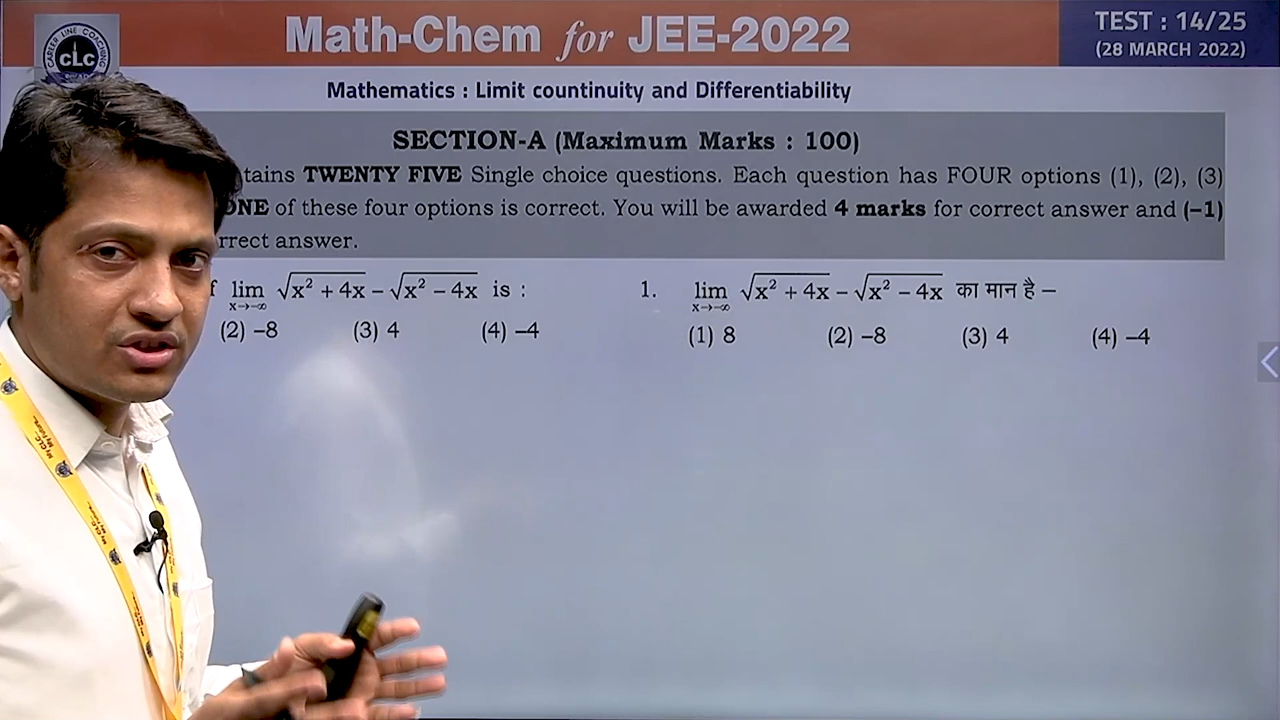 Math-Chem for JEE-2022
TEST : 14/25
(28 MARCH 2022)
CAREER LINE COACHING
CLC
Mathematics : Limit countinuity and Differentiability
SECTION-A (Maximum Marks : 100)
tains TWENTY FIVE Single choice questions. Each question has FOUR options (1), (2), (3)
ONE of these four options is correct. You will be awarded 4 marks for correct answer and (–1)
rrect answer.
f lim x→–∞ √(x² + 4x) – √(x² – 4x) is :
(2) –8 (3) 4 (4) –4
1. lim x→–∞ √(x² + 4x) – √(x² – 4x) का मान है –
(1) 8 (2) –8 (3) 4 (4) –4